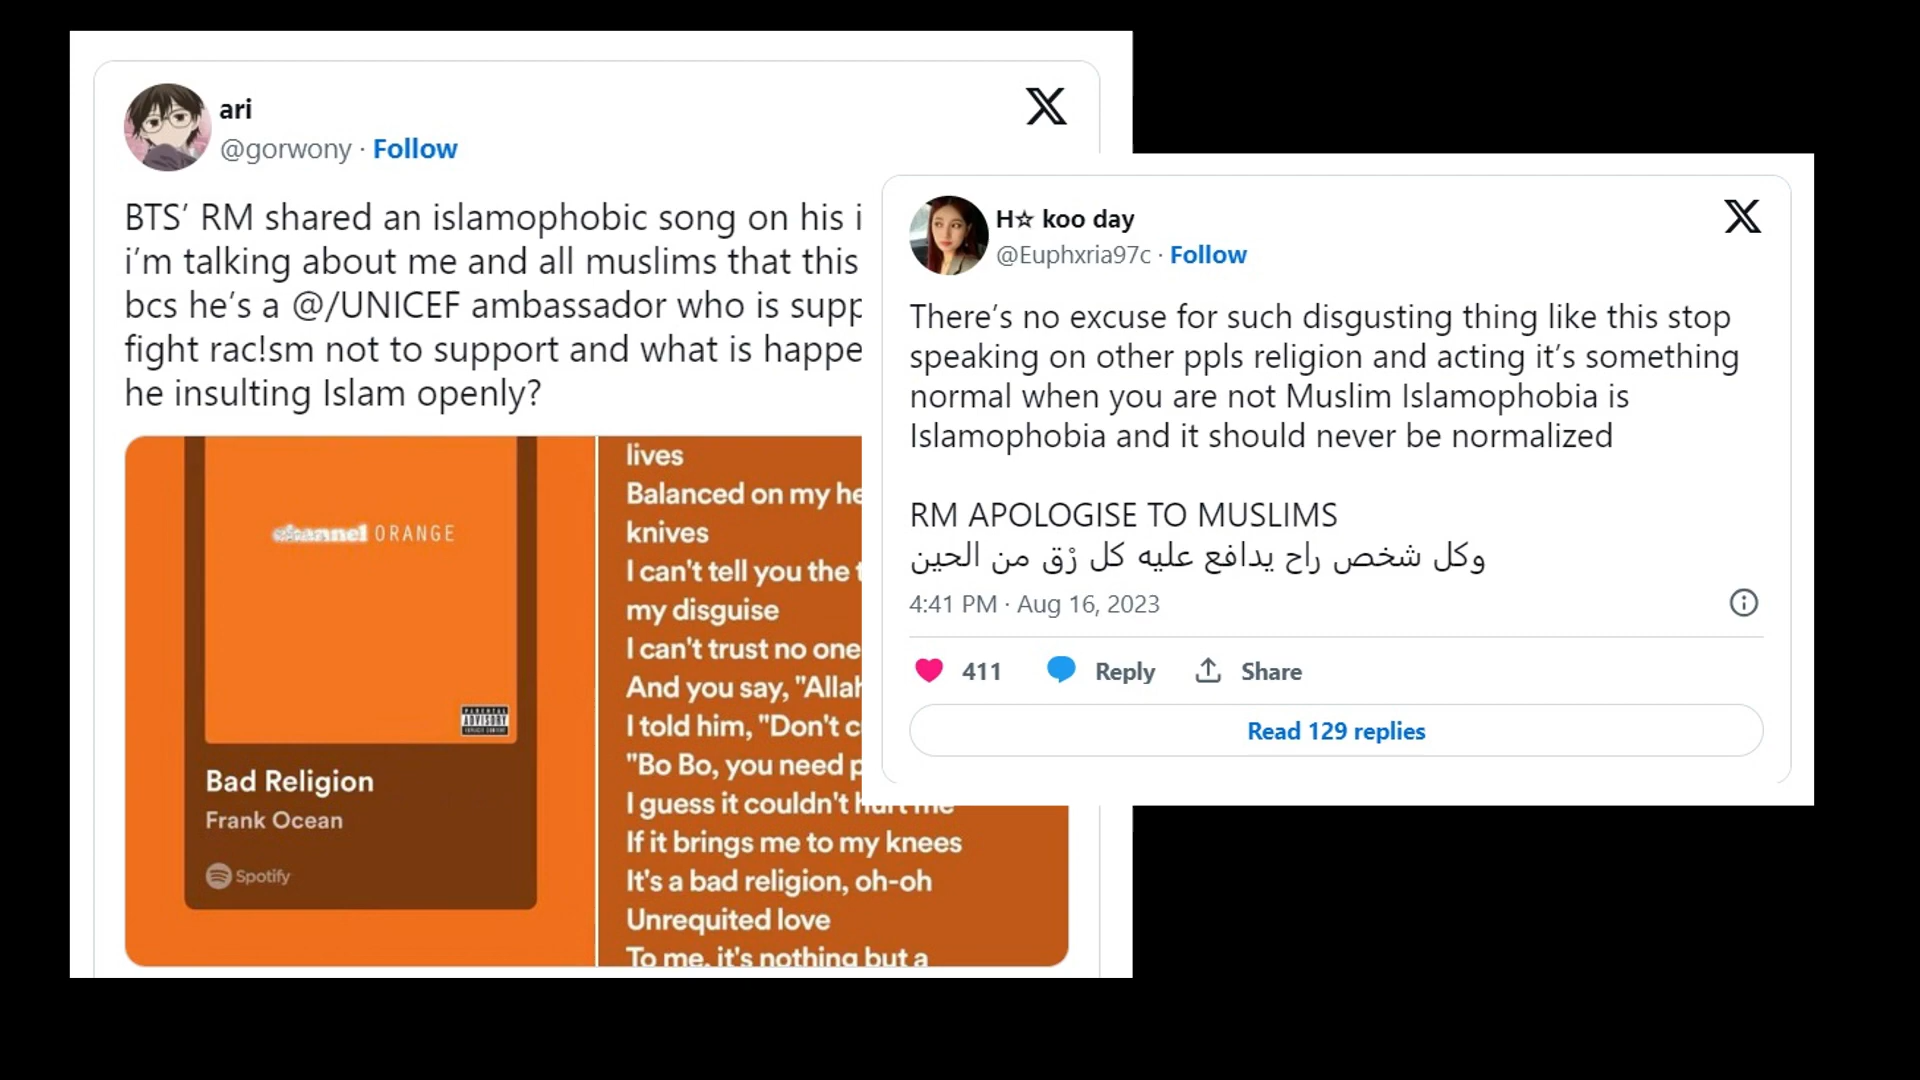 ari
@gorwony · Follow
BTS’ RM shared an islamophobic song on his i
i’m talking about me and all muslims that this
bcs he’s a @/UNICEF ambassador who is supp
fight rac!sm not to support and what is happe
he insulting Islam openly?
channel ORANGE
PARENTAL
ADVISORY
EXPLICIT CONTENT
Bad Religion
Frank Ocean
Spotify
lives
Balanced on my he
knives
I can't tell you the t
my disguise
I can't trust no one
And you say, "Allah
I told him, "Don't c
"Bo Bo, you need p
I guess it couldn't hurt me
If it brings me to my knees
It's a bad religion, oh-oh
Unrequited love
To me, it's nothing but a
H☆ koo day
@Euphxria97c · Follow
There’s no excuse for such disgusting thing like this stop
speaking on other ppls religion and acting it’s something
normal when you are not Muslim Islamophobia is
Islamophobia and it should never be normalized
RM APOLOGISE TO MUSLIMS
وكل شخص راح يدافع عليه كل زْق من الحين
4:41 PM · Aug 16, 2023
411 Reply Share
Read 129 replies